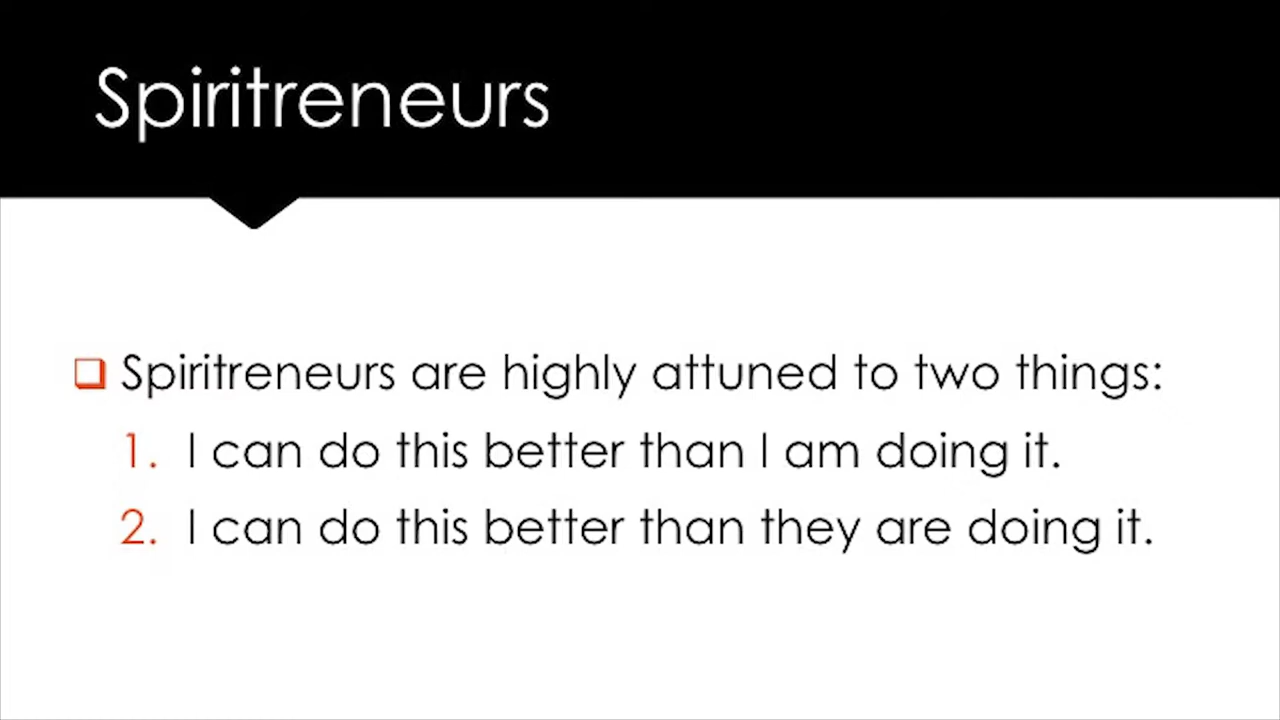 Spiritreneurs
❑ Spiritreneurs are highly attuned to two things:
1. I can do this better than I am doing it.
2. I can do this better than they are doing it.